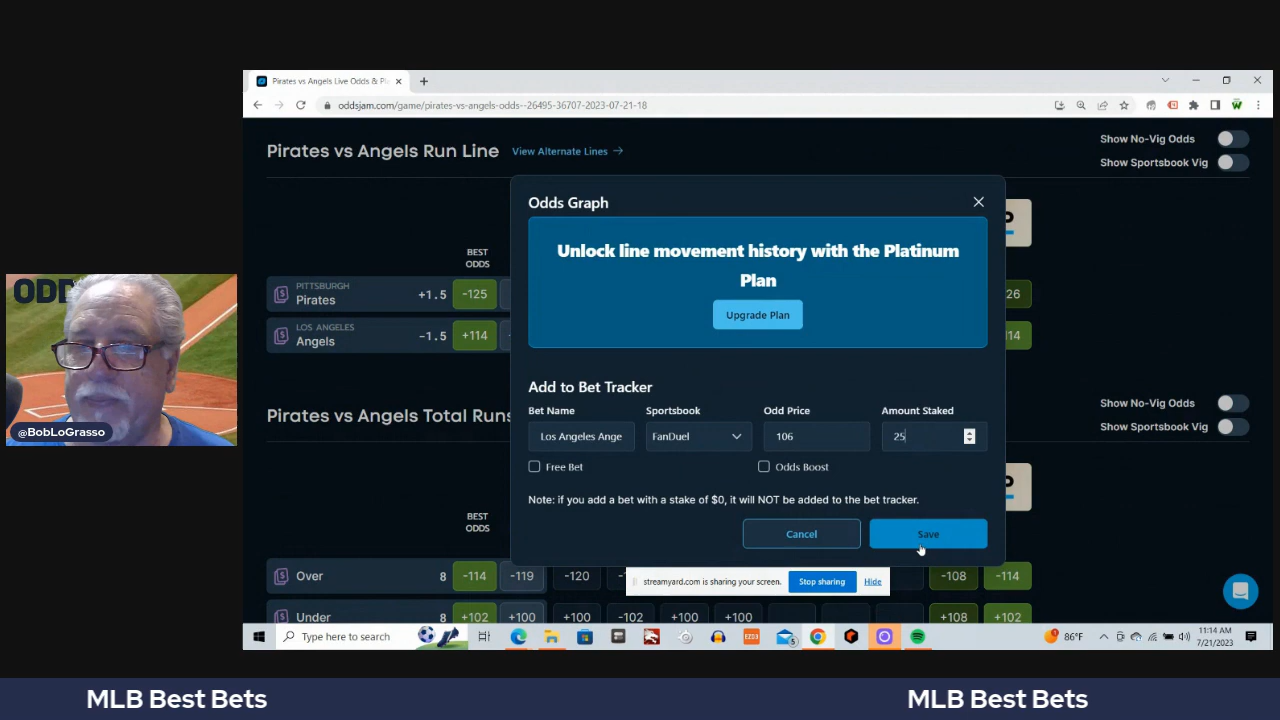 Pirates vs Angels Live Odds & Pi
oddsjam.com/game/pirates-vs-angels-odds--26495-36707-2023-07-21-18
Pirates vs Angels Run Line
View Alternate Lines →
Show No-Vig Odds
Show Sportsbook Vig
BEST
ODDS
PITTSBURGH
Pirates
+1.5
-125
26
LOS ANGELES
Angels
-1.5
+114
14
Odds Graph
Unlock line movement history with the Platinum
Plan
Upgrade Plan
Add to Bet Tracker
Bet Name
Sportsbook
Odd Price
Amount Staked
Los Angeles Ange
FanDuel
106
25
Free Bet
Odds Boost
Note: if you add a bet with a stake of $0, it will NOT be added to the bet tracker.
Cancel
Save
ODD
@BobLoGrasso
Pirates vs Angels Total Runs
Show No-Vig Odds
Show Sportsbook Vig
BEST
ODDS
Over
8
-114
-119
-120
-108
-114
streamyard.com is sharing your screen.
Stop sharing
Hide
Under
8
+102
+100
-102
+100
+100
+108
+102
Type here to search
86°F
11:14 AM
7/21/2023
MLB Best Bets
MLB Best Bets